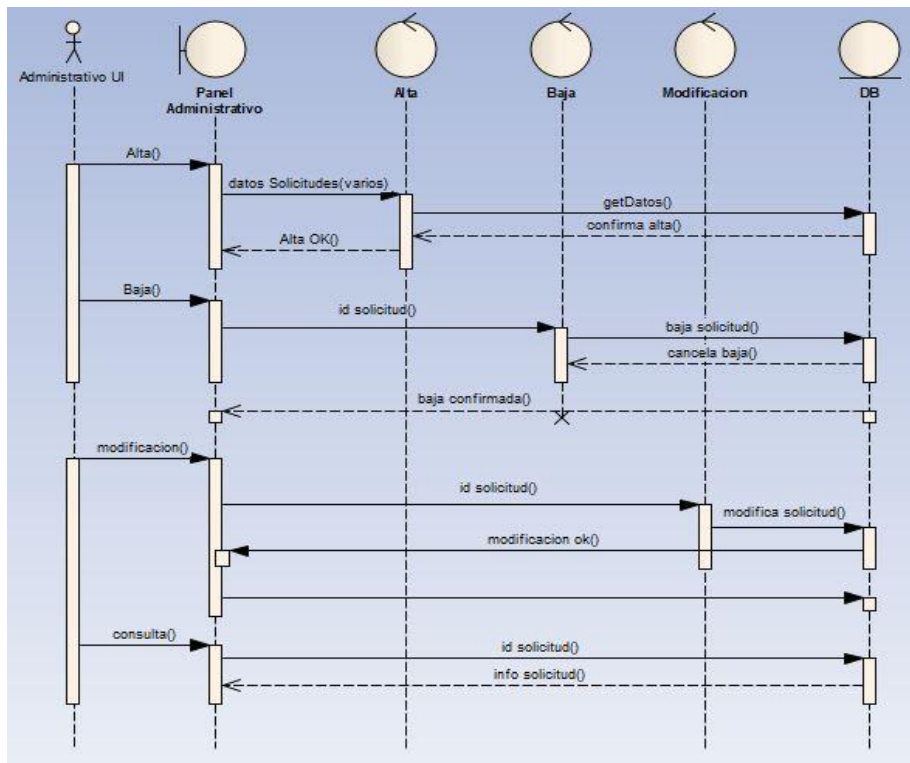 Administrativo UI
Panel
Administrativo
Alta
Baja
Modificacion
DB
Alta()
datos Solicitudes(varios)
getDatos()
confirma alta()
Alta OK()
Baja()
id solicitud()
baja solicitud()
cancela baja()
baja confirmada()
modificacion()
id solicitud()
modifica solicitud()
modificacion ok()
consulta()
id solicitud()
info solicitud()